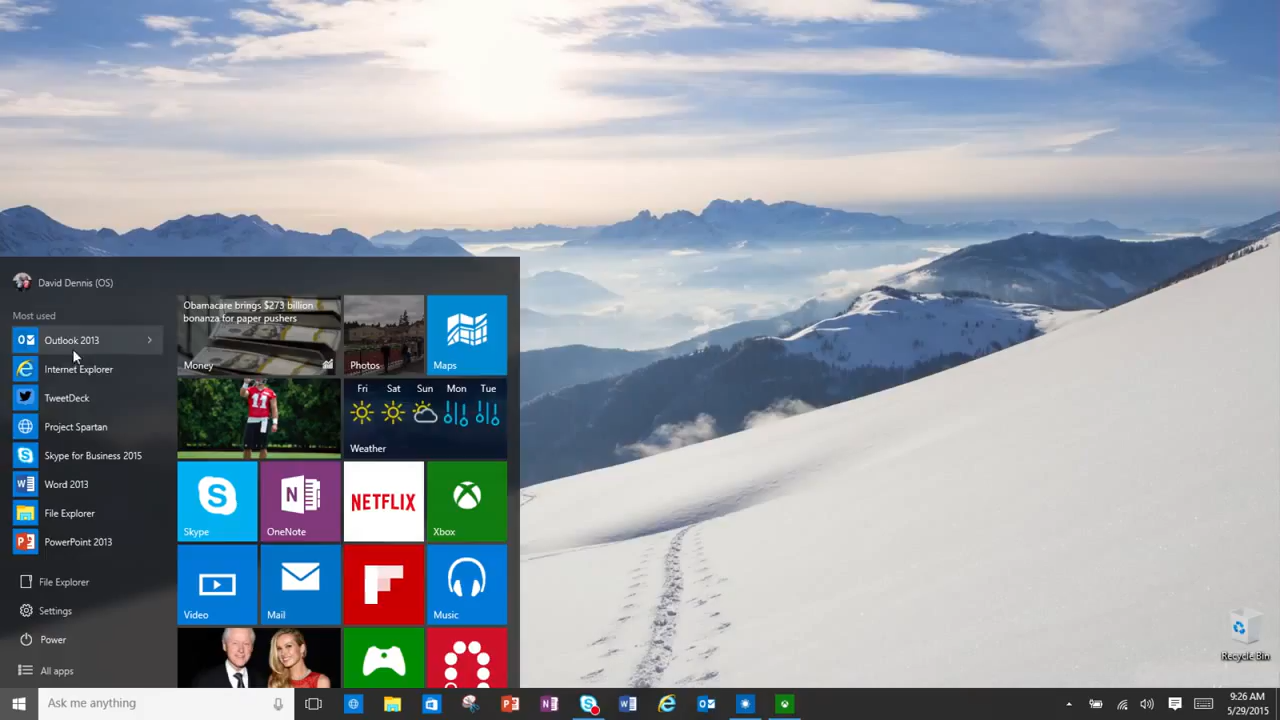 David Dennis (OS)
Most used
Outlook 2013
Internet Explorer
TweetDeck
Project Spartan
Skype for Business 2015
Word 2013
File Explorer
PowerPoint 2013
File Explorer
Settings
Power
All apps
Obamacare brings $273 billion
bonanza for paper pushers
Money
Photos
Maps
11
Fri Sat Sun Mon Tue
Weather
Skype
OneNote
NETFLIX
Xbox
Video
Mail
Music
Recycle Bin
Ask me anything
9:26 AM
5/29/2015